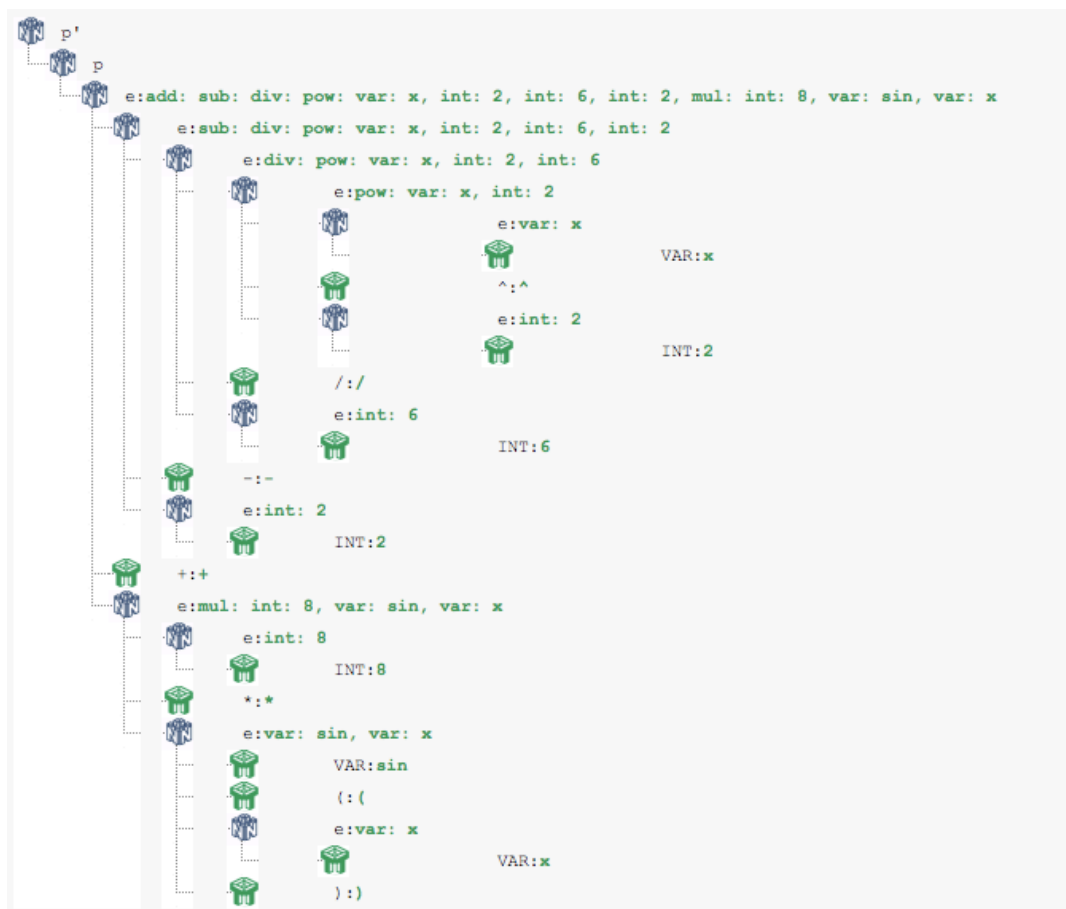 p'
p
e:add: sub: div: pow: var: x, int: 2, int: 6, int: 2, mul: int: 8, var: sin, var: x
e:sub: div: pow: var: x, int: 2, int: 6, int: 2
e:div: pow: var: x, int: 2, int: 6
e:pow: var: x, int: 2
e:var: x
VAR:x
^:^
e:int: 2
INT:2
/:/
e:int: 6
INT:6
-:-
e:int: 2
INT:2
+:+
e:mul: int: 8, var: sin, var: x
e:int: 8
INT:8
*:*
e:var: sin, var: x
VAR:sin
(:(
e:var: x
VAR:x
):)